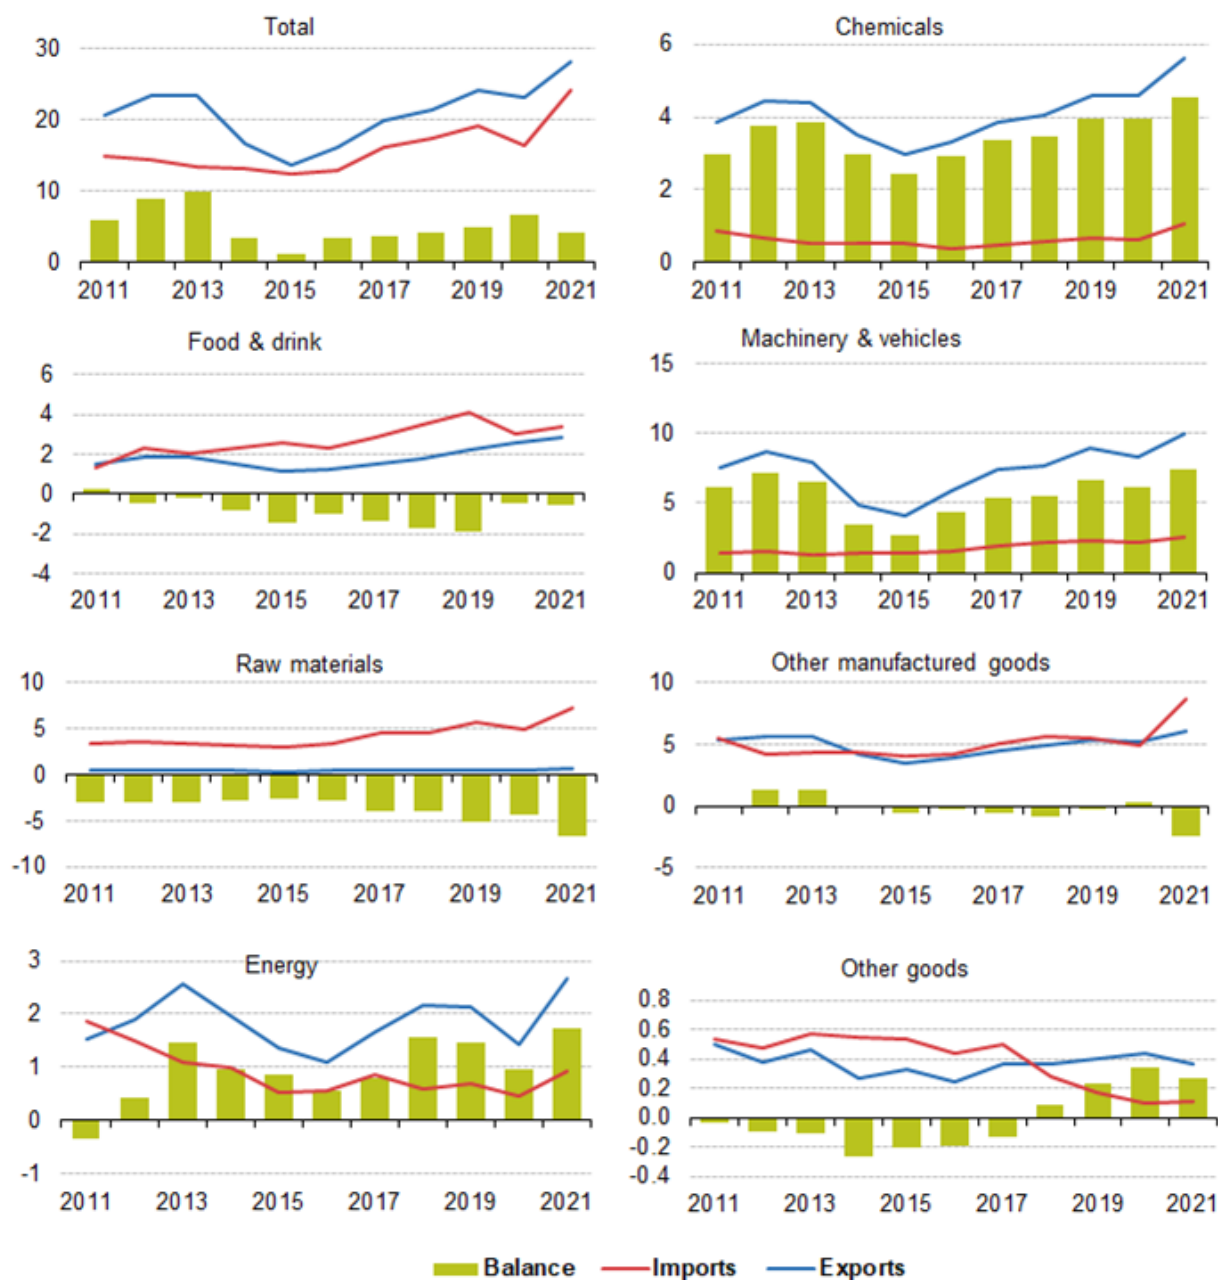 Total
30
20
10
0
2011 2013 2015 2017 2019 2021
Chemicals
6
4
2
0
2011 2013 2015 2017 2019 2021
Food & drink
6
4
2
0
-2
-4
2011 2013 2015 2017 2019 2021
Machinery & vehicles
15
10
5
0
2011 2013 2015 2017 2019 2021
Raw materials
10
5
0
-5
-10
2011 2013 2015 2017 2019 2021
Other manufactured goods
10
5
0
-5
2011 2013 2015 2017 2019 2021
Energy
3
2
1
0
-1
2011 2013 2015 2017 2019 2021
Other goods
0.8
0.6
0.4
0.2
0.0
-0.2
-0.4
2011 2013 2015 2017 2019 2021
Balance Imports Exports